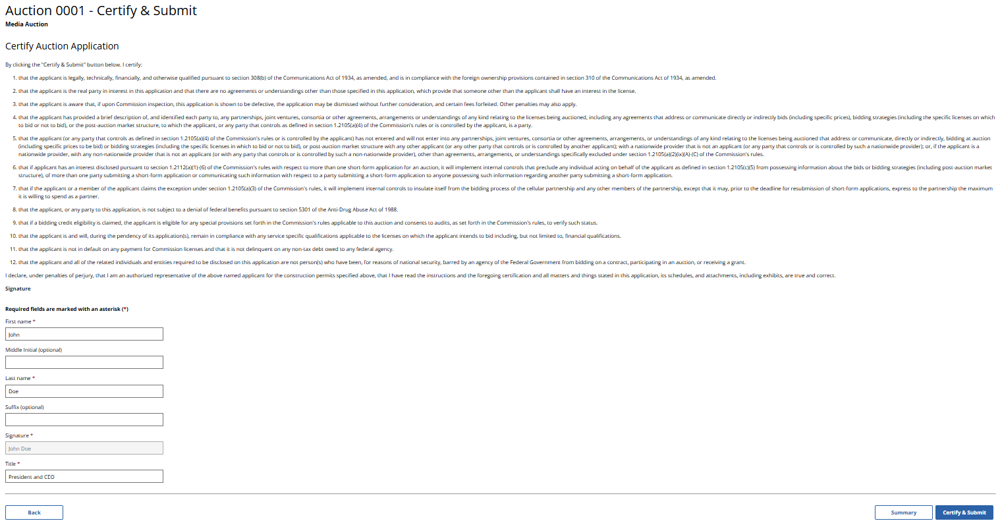 Auction 0001 - Certify & Submit
Media Auction
Certify Auction Application
By clicking the "Certify & Submit" button below. I certify:
1. that the applicant is legally, technically, financially, and otherwise qualified pursuant to section 308(b) of the Communications Act of 1934, as amended, and is in compliance with the foreign ownership provisions contained in section 310 of the Communications Act of 1934, as amended.
2. that the applicant is the real party in interest in this application and that there are no agreements or understandings other than those specified in this application, which provide that someone other than the applicant shall have an interest in the license.
3. that the applicant is aware that, if upon Commission inspection, this application is shown to be defective, the application may be dismissed without further consideration, and certain fees forfeited. Other penalties may also apply.
4. that the applicant has provided a brief description of, and identified each party to, any partnerships, joint ventures, consortia or other agreements, arrangements or understandings of any kind relating to the licenses being auctioned, including any agreements that address or communicate directly or indirectly bids (including specific prices), bidding strategies (including the specific licenses on which
to bid or not to bid), or the post-auction market structure, to which the applicant, or any party that controls as defined in section 1.2105(a)(4) of the Commission's rules or is controlled by the applicant, is a party.
5. that the applicant (or any party that controls as defined in section 1.2105(a)(4) of the Commission's rules or is controlled by the applicant) has not entered and will not enter into any partnerships, joint ventures, consortia or other agreements, arrangements, or understandings of any kind relating to the licenses being auctioned that address or communicate, directly or indirectly, bidding at auction
(including specific prices to be bid) or bidding strategies (including the specific licenses in which to bid or not to bid), or post-auction market structure with any other applicant (or any other party that controls or is controlled by another applicant); with a nationwide provider that is not an applicant (or any party that controls or is controlled by such a nationwide provider); or, if the applicant is a
nationwide provider, with any non-nationwide provider that is not an applicant (or with any party that controls or is controlled by such a non-nationwide provider), other than agreements, arrangements, or understandings specifically excluded under section 1.2105(a)(2)(ix)(A)-(C) of the Commission's rules.
6. that if applicant has an interest disclosed pursuant to section 1.2112(a)(1)-(6) of the Commission's rules with respect to more than one short-form application for an auction, it will implement internal controls that preclude any individual acting on behalf of the applicant as defined in section 1.2105(c)(5) from possessing information about the bids or bidding strategies (including post-auction market
structure), of more than one party submitting a short-form application or communicating such information with respect to a party submitting a short-form application to anyone possessing such information regarding another party submitting a short-form application.
7. that if the applicant or a member of the applicant claims the exception under section 1.2105(a)(3) of the Commission's rules, it will implement internal controls to insulate itself from the bidding process of the cellular partnership and any other members of the partnership, except that it may, prior to the deadline for resubmission of short-form applications, express to the partnership the maximum
it is willing to spend as a partner.
8. that the applicant, or any party to this application, is not subject to a denial of federal benefits pursuant to section 5301 of the Anti-Drug Abuse Act of 1988.
9. that if a bidding credit eligibility is claimed, the applicant is eligible for any special provisions set forth in the Commission's rules applicable to this auction and consents to audits, as set forth in the Commission's rules, to verify such status.
10. that the applicant is and will, during the pendency of its application(s), remain in compliance with any service specific qualifications applicable to the licenses on which the applicant intends to bid including, but not limited to, financial qualifications.
11. that the applicant is not in default on any payment for Commission licenses and that it is not delinquent on any non-tax debt owed to any federal agency.
12. that the applicant and all of the related individuals and entities required to be disclosed on this application are not person(s) who have been, for reasons of national security, barred by an agency of the Federal Government from bidding on a contract, participating in an auction, or receiving a grant.
I declare, under penalties of perjury, that I am an authorized representative of the above named applicant for the construction permits specified above, that I have read the instructions and the foregoing certification and all matters and things stated in this application, its schedules, and attachments, including exhibits, are true and correct.
Signature
Required fields are marked with an asterisk (*)
First name *
John
Middle Initial (optional)
Last name *
Doe
Suffix (optional)
Signature *
John Doe
Title *
President and CEO
Back
Summary
Certify & Submit